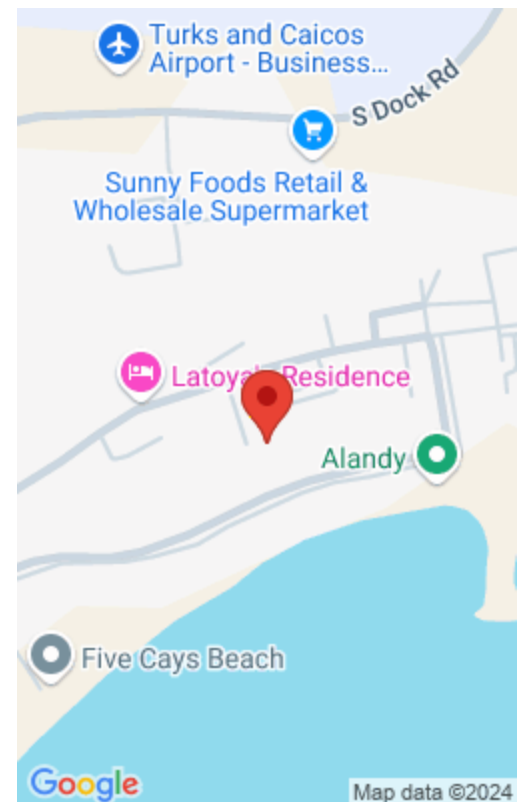 Turks and Caicos
Airport - Business...
S Dock Rd
Sunny Foods Retail &
Wholesale Supermarket
Latoya's Residence
Alandy
Five Cays Beach
Google
Map data ©2024